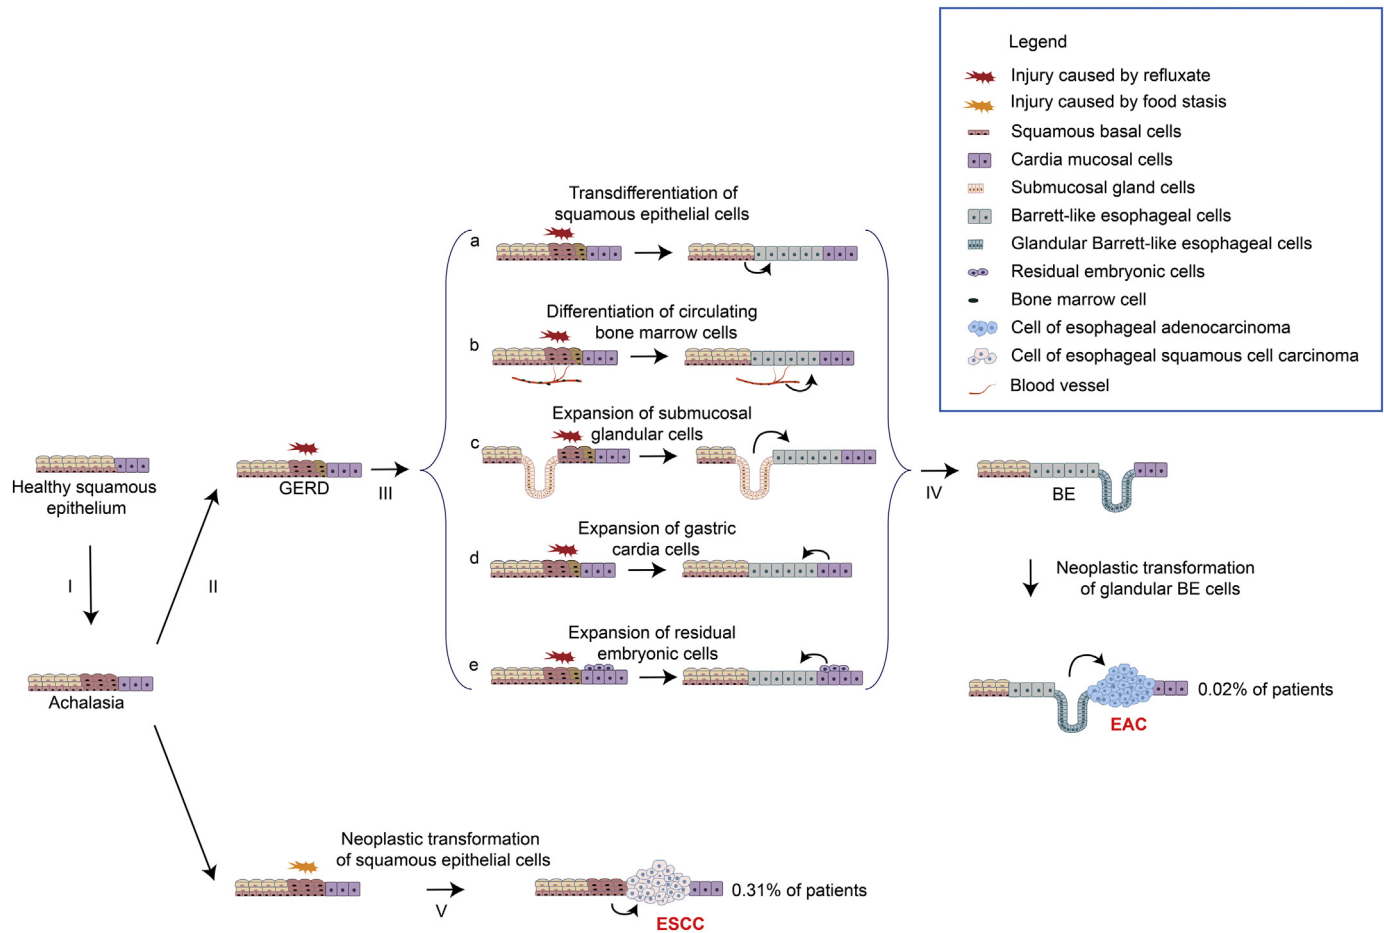 Legend
Injury caused by refluxate
Injury caused by food stasis
Squamous basal cells
Cardia mucosal cells
Submucosal gland cells
Barrett-like esophageal cells
Glandular Barrett-like esophageal cells
Residual embryonic cells
Bone marrow cell
Cell of esophageal adenocarcinoma
Cell of esophageal squamous cell carcinoma
Blood vessel
Healthy squamous
epithelium
I
Achalasia
II
GERD
III
Transdifferentiation of
squamous epithelial cells
a
Differentiation of circulating
bone marrow cells
b
Expansion of submucosal
glandular cells
c
Expansion of gastric
cardia cells
d
Expansion of residual
embryonic cells
e
IV
BE
Neoplastic transformation
of glandular BE cells
0.02% of patients
EAC
Neoplastic transformation
of squamous epithelial cells
V
0.31% of patients
ESCC